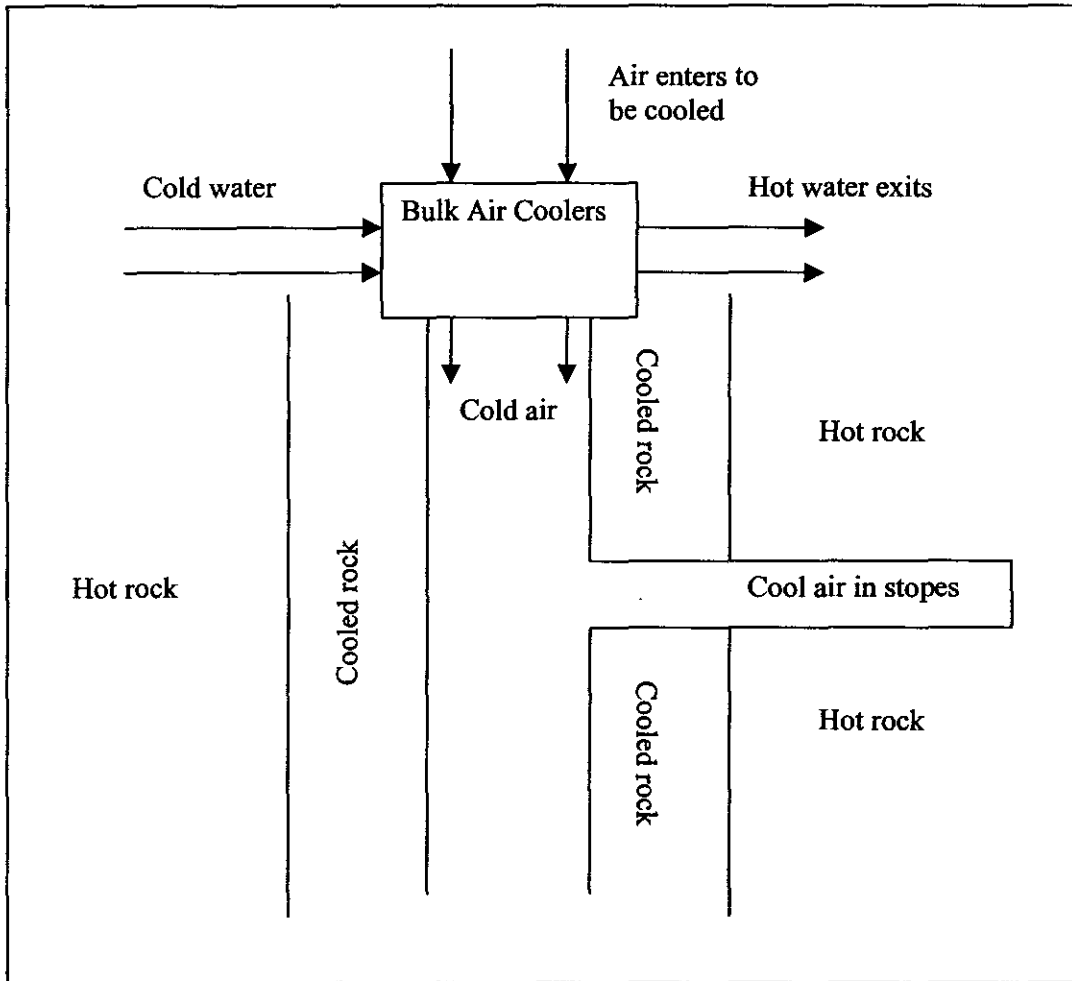 Air enters to
be cooled
Cold water
Bulk Air Coolers
Hot water exits
Cold air
Cooled rock
Hot rock
Hot rock
Cooled rock
Cool air in stopes
Cooled rock
Hot rock